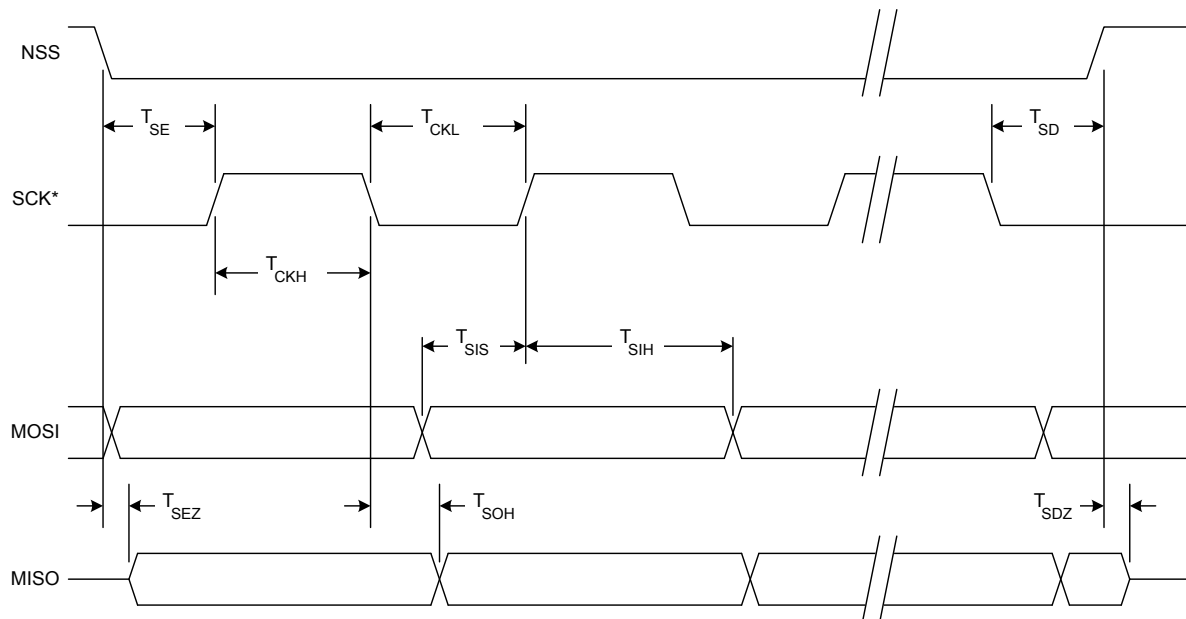 NSS
T_SE
T_CKL
T_SD
SCK*
T_CKH
T_SIS
T_SIH
MOSI
T_SEZ
T_SOH
T_SDZ
MISO